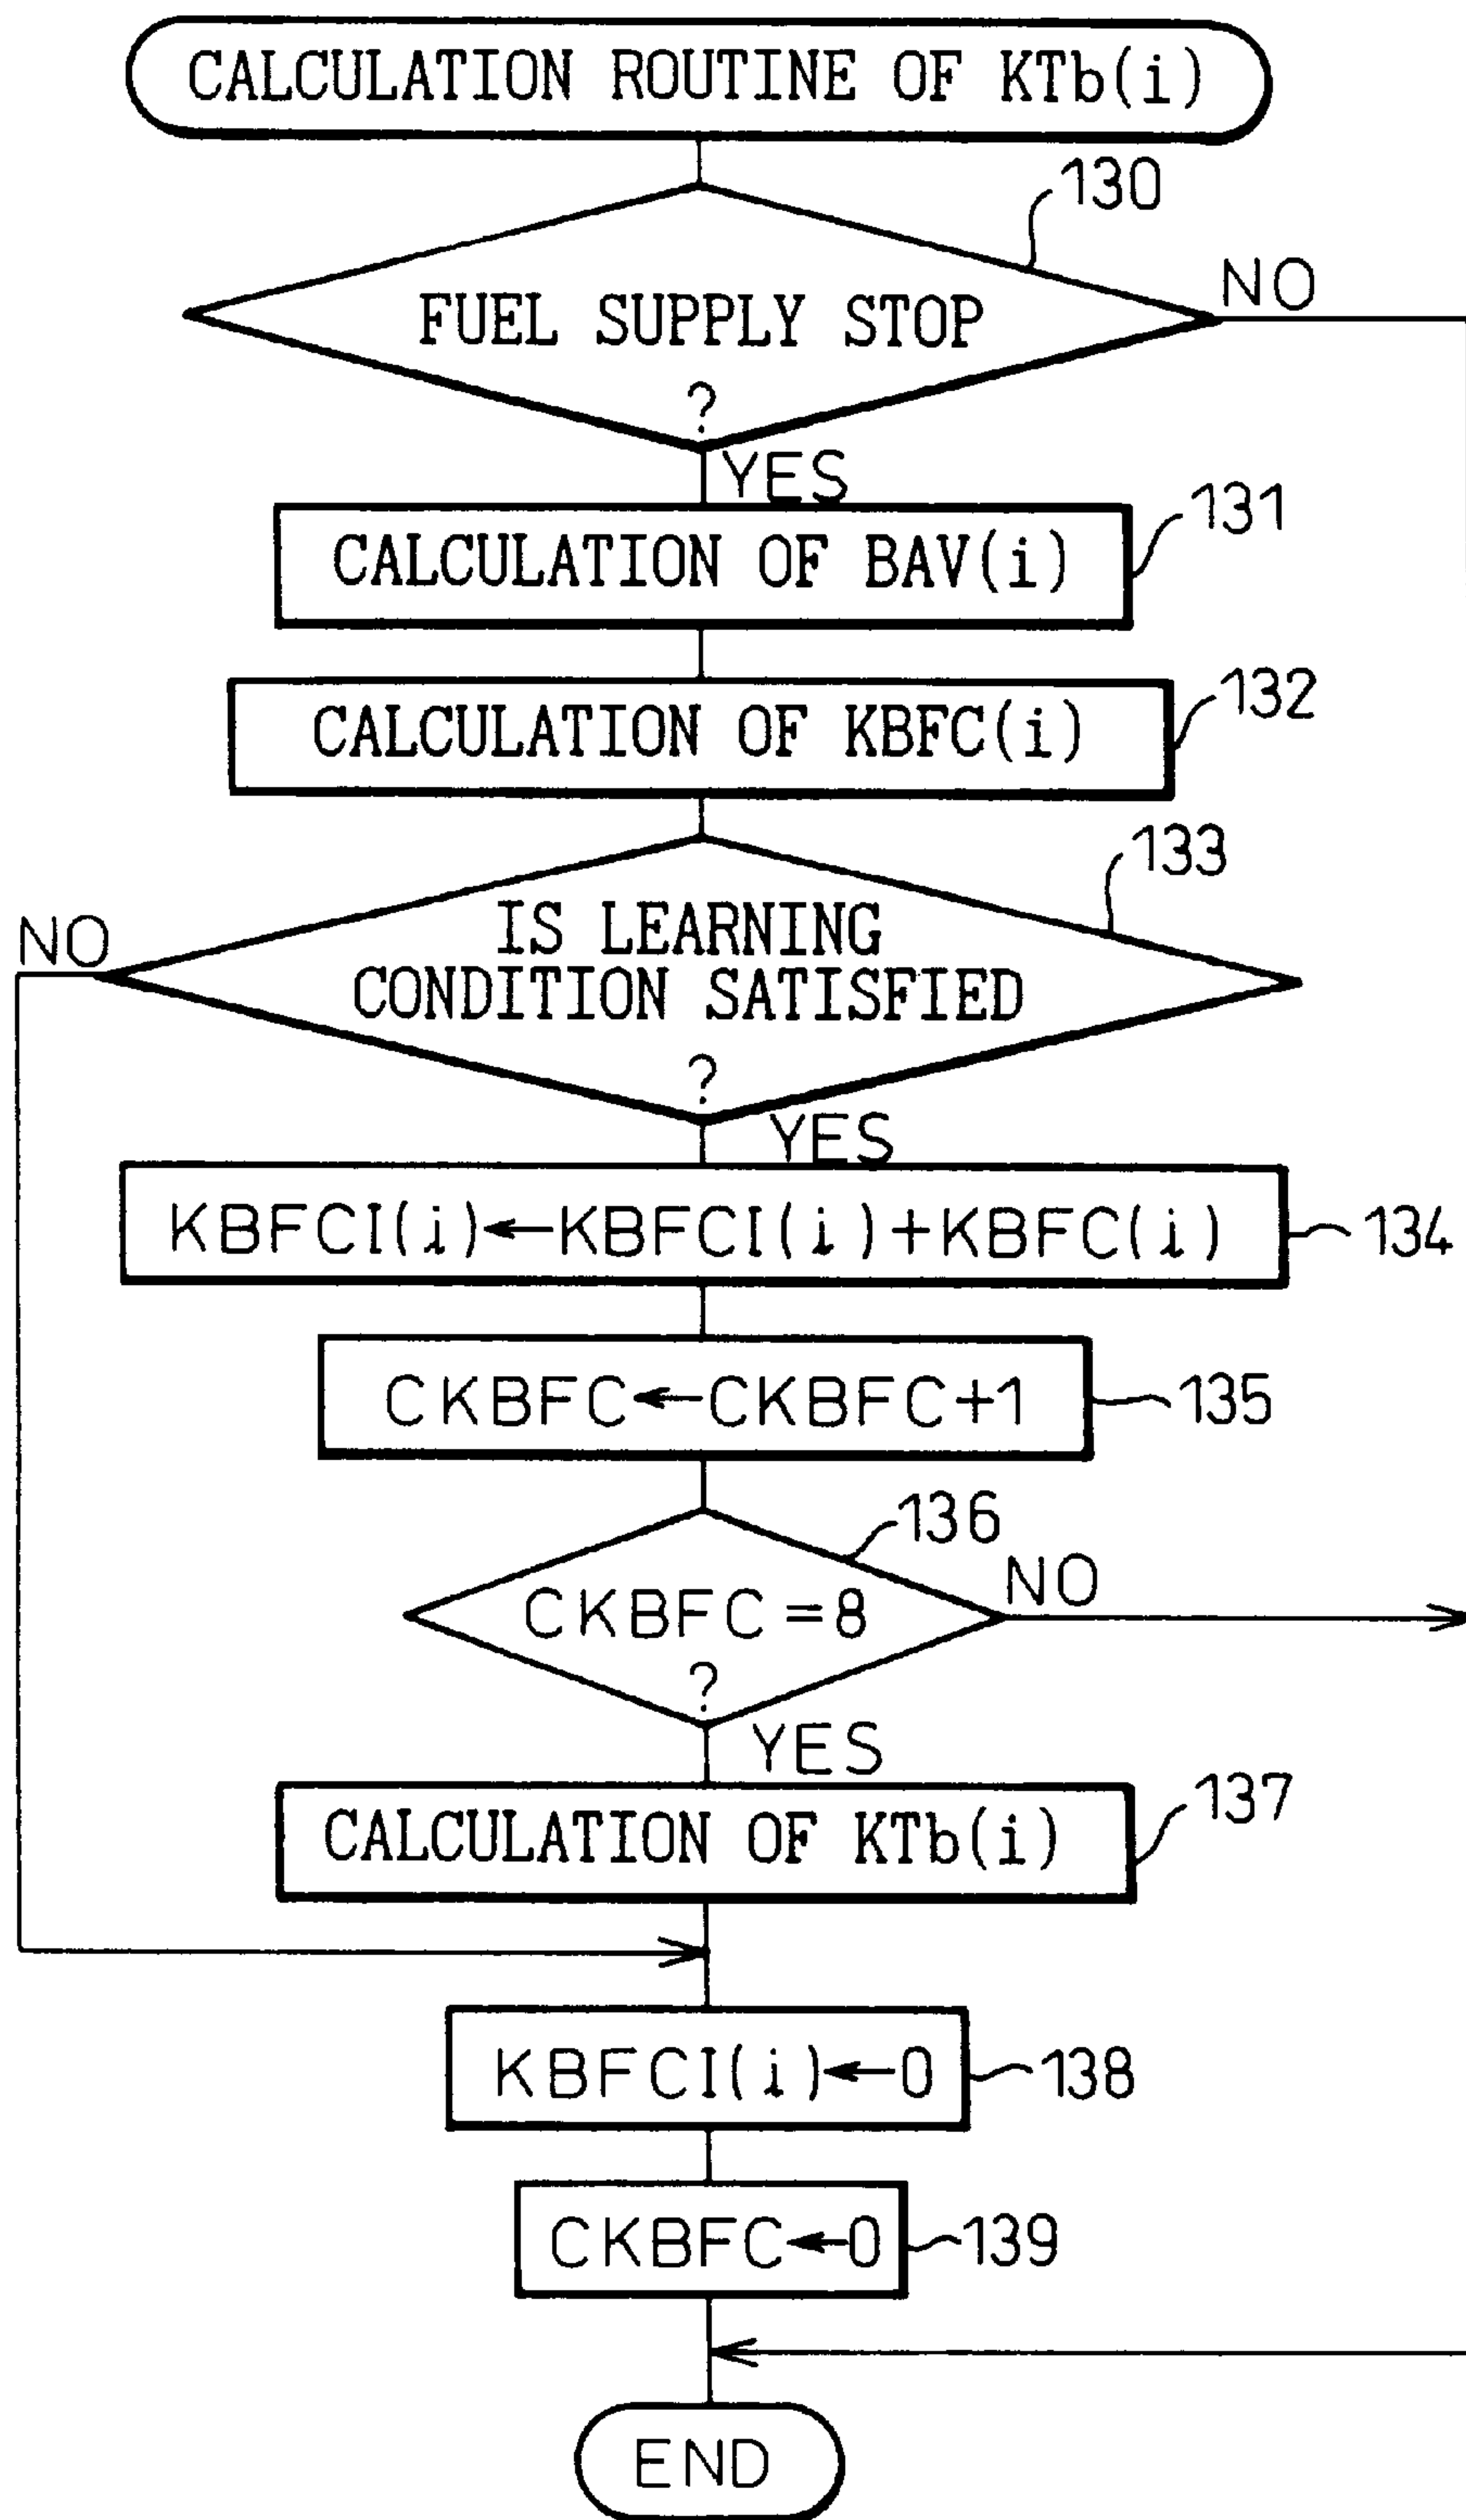 CALCULATION ROUTINE OF KTb(i)
130
NO
FUEL SUPPLY STOP
?
YES
131
CALCULATION OF BAV(i)
132
CALCULATION OF KBFC(i)
133
NO
IS LEARNING
CONDITION SATISFIED
?
YES
KBFCI(i)←KBFCI(i)+KBFC(i)
134
CKBFC←CKBFC+1
135
136
NO
CKBFC=8
?
YES
137
CALCULATION OF KTb(i)
KBFCI(i)←0
138
CKBFC←0
139
END